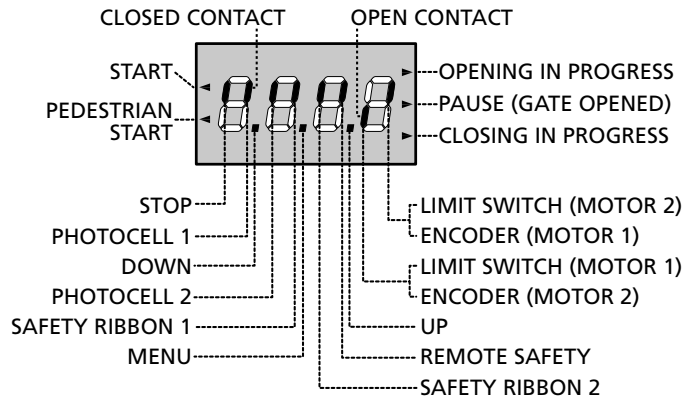 CLOSED CONTACT
OPEN CONTACT
START
PEDESTRIAN
START
OPENING IN PROGRESS
PAUSE (GATE OPENED)
CLOSING IN PROGRESS
STOP
PHOTOCELL 1
DOWN
PHOTOCELL 2
SAFETY RIBBON 1
MENU
LIMIT SWITCH (MOTOR 2)
ENCODER (MOTOR 1)
LIMIT SWITCH (MOTOR 1)
ENCODER (MOTOR 2)
UP
REMOTE SAFETY
SAFETY RIBBON 2